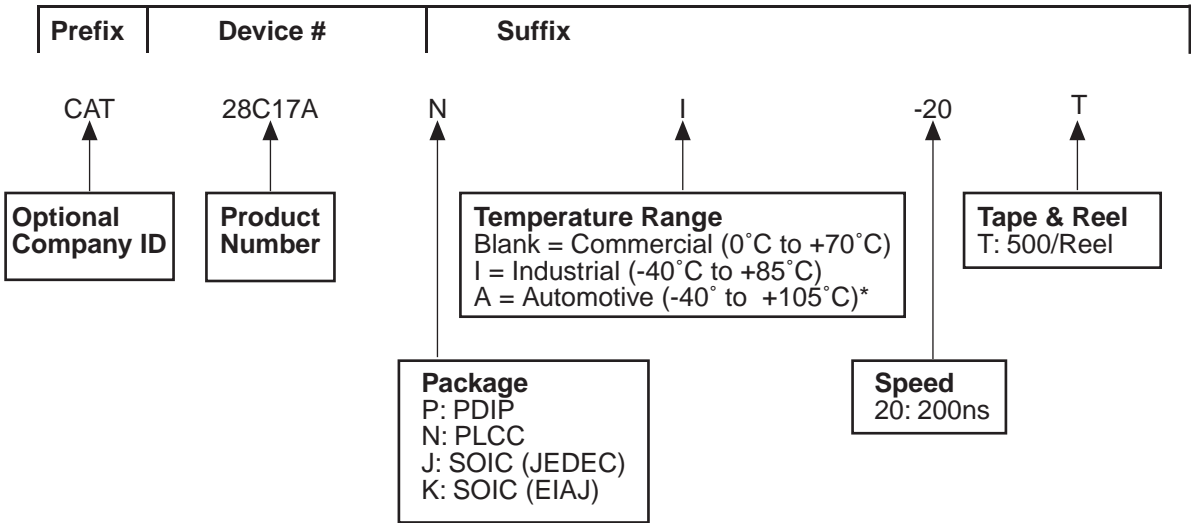 Prefix Device # Suffix
CAT 28C17A N I -20 T
Optional
Company ID
Product
Number
Temperature Range
Blank = Commercial (0˚C to +70˚C)
I = Industrial (-40˚C to +85˚C)
A = Automotive (-40˚ to +105˚C)*
Tape & Reel
T: 500/Reel
Package
P: PDIP
N: PLCC
J: SOIC (JEDEC)
K: SOIC (EIAJ)
Speed
20: 200ns